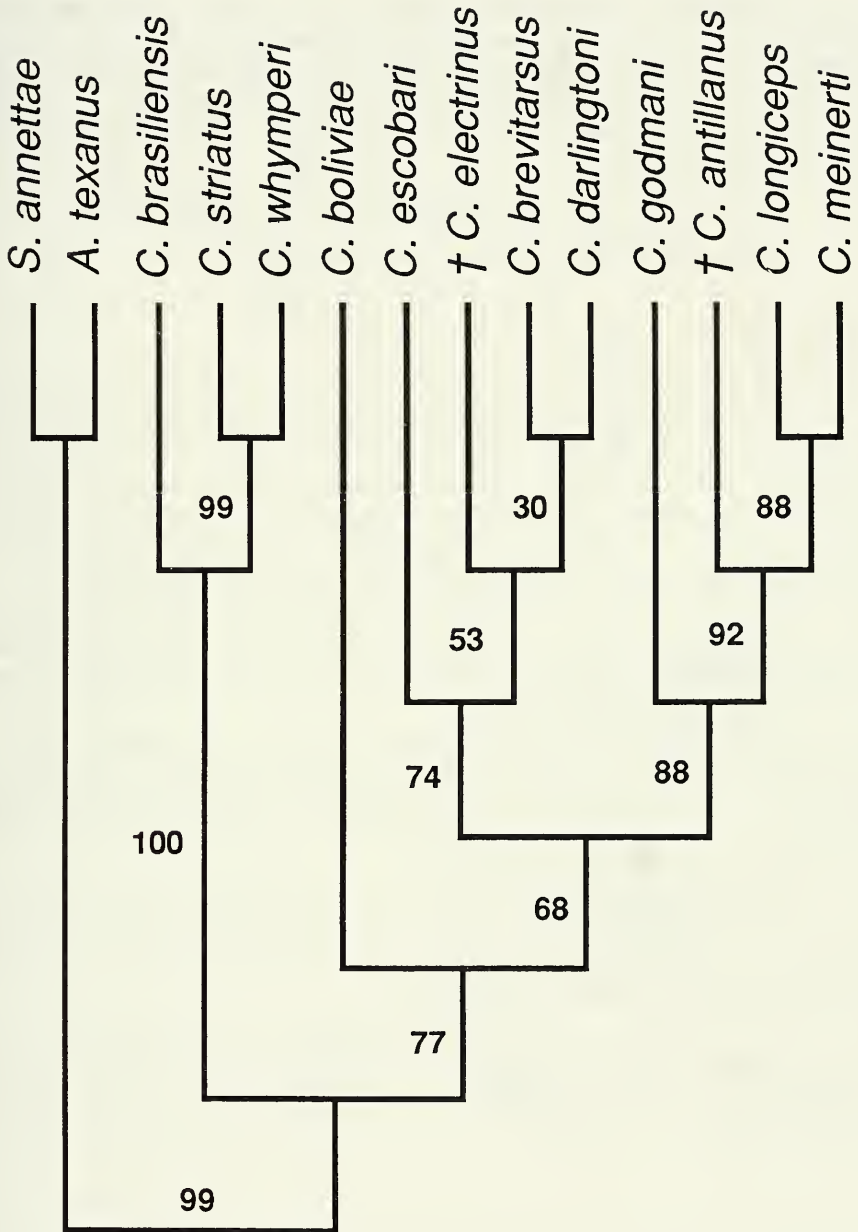 S. annettae
A. texanus
C. brasiliensis
C. striatus
C. whymperi
C. boliviae
C. escobari
† C. electrinus
C. brevitarsus
C. darlingtoni
C. godmani
† C. antillanus
C. longiceps
C. meinerti
99
30
88
53
92
74
88
100
68
77
99